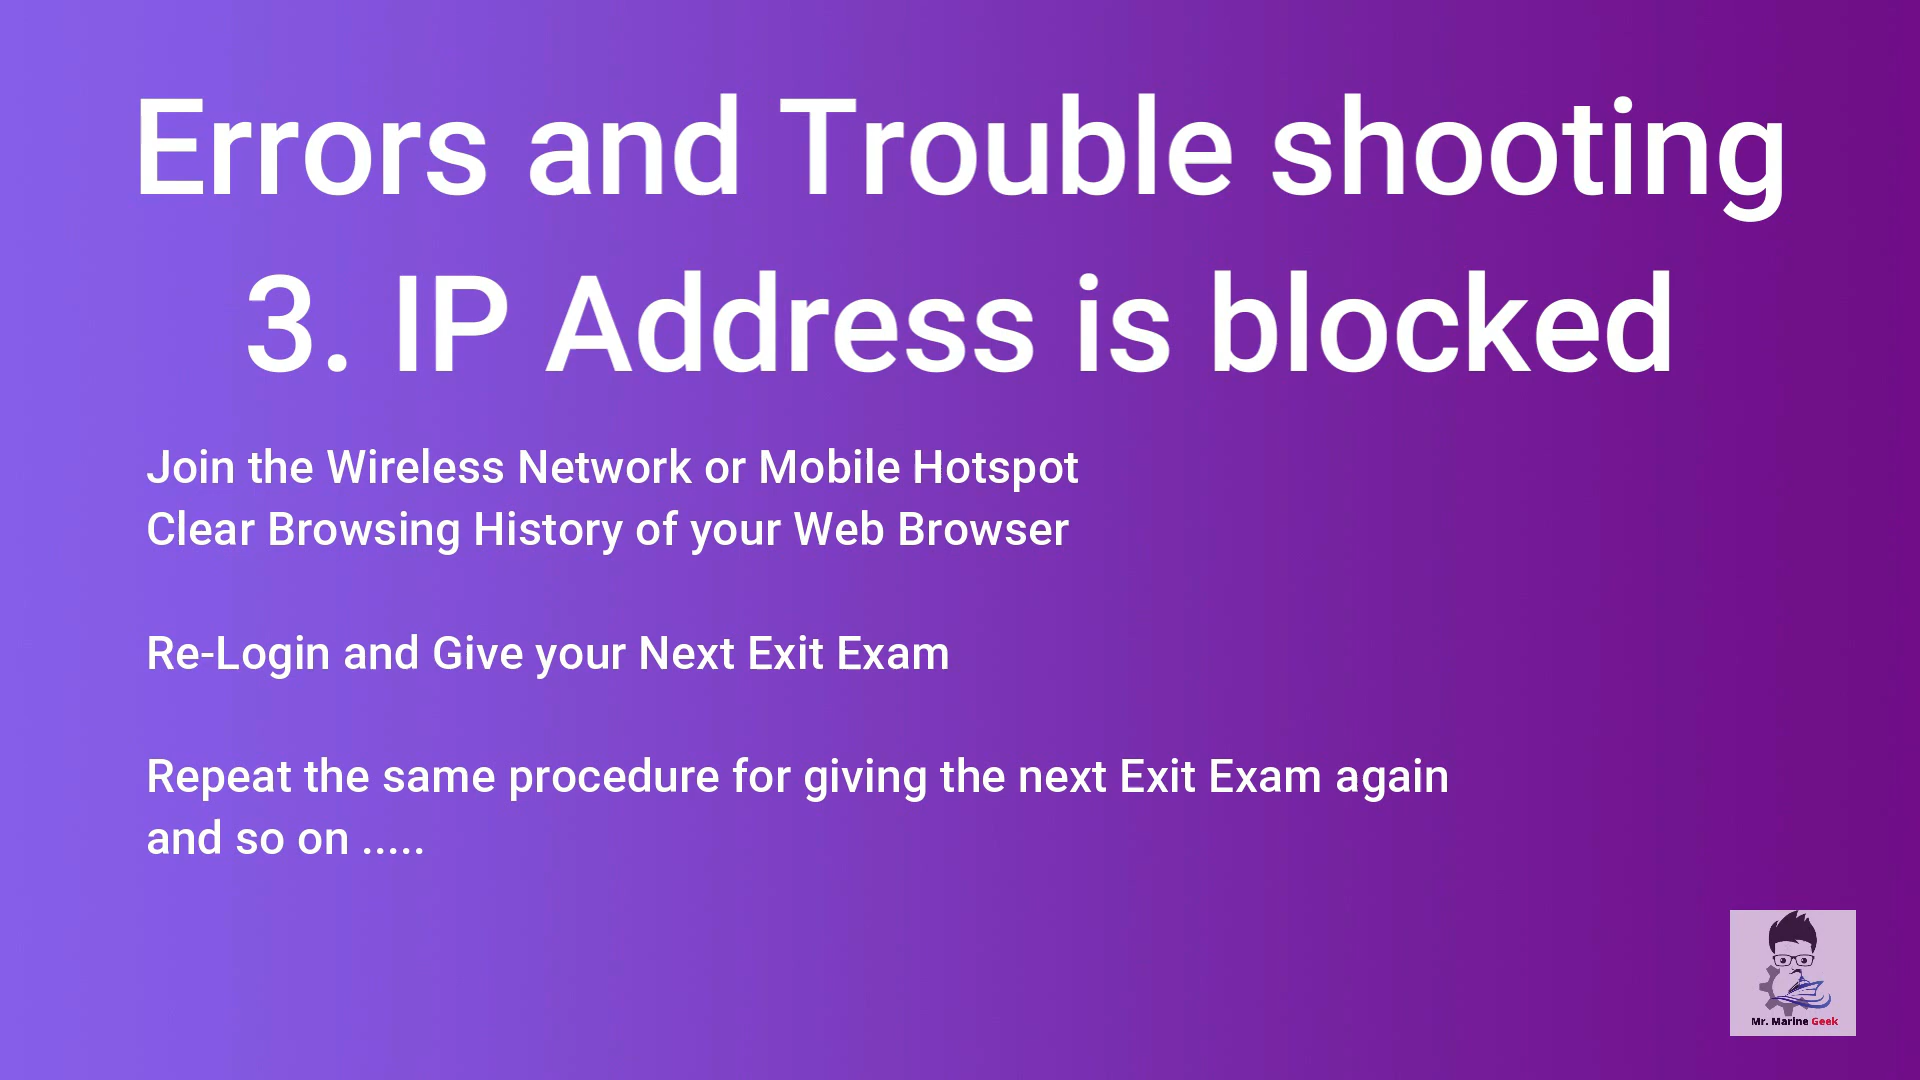 Errors and Trouble shooting
3. IP Address is blocked
Join the Wireless Network or Mobile Hotspot
Clear Browsing History of your Web Browser
Re-Login and Give your Next Exit Exam
Repeat the same procedure for giving the next Exit Exam again
and so on .....
Mr. Marine Geek